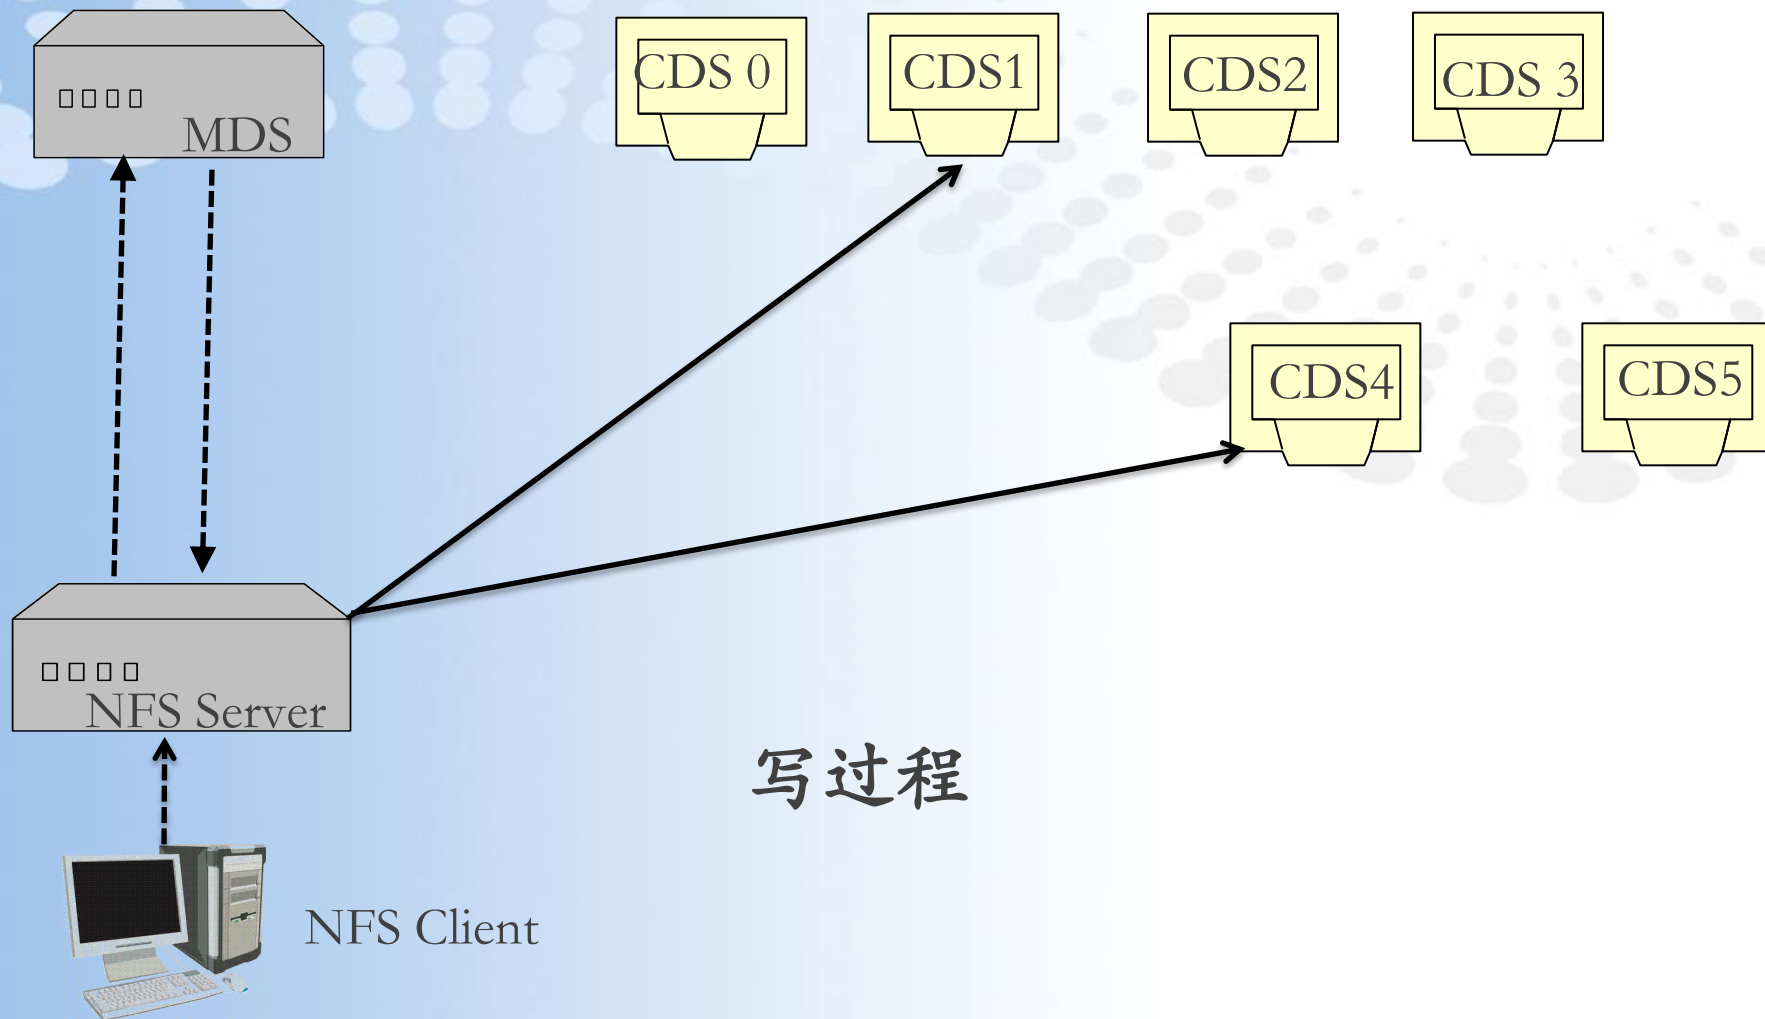 MDS
CDS 0
CDS1
CDS2
CDS 3
CDS4
CDS5
NFS Server
写过程
NFS Client